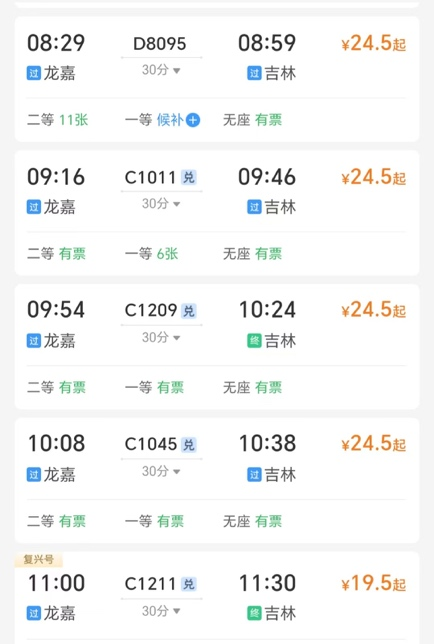 08:29 D8095 08:59 ¥24.5起
过 龙嘉 30分 过 吉林
二等 11张 一等 候补 无座 有票
09:16 C1011 兑 09:46 ¥24.5起
过 龙嘉 30分 过 吉林
二等 有票 一等 6张 无座 有票
09:54 C1209 兑 10:24 ¥24.5起
过 龙嘉 30分 终 吉林
二等 有票 一等 有票 无座 有票
10:08 C1045 兑 10:38 ¥24.5起
过 龙嘉 30分 过 吉林
二等 有票 一等 有票 无座 有票
复兴号
11:00 C1211 兑 11:30 ¥19.5起
过 龙嘉 30分 终 吉林